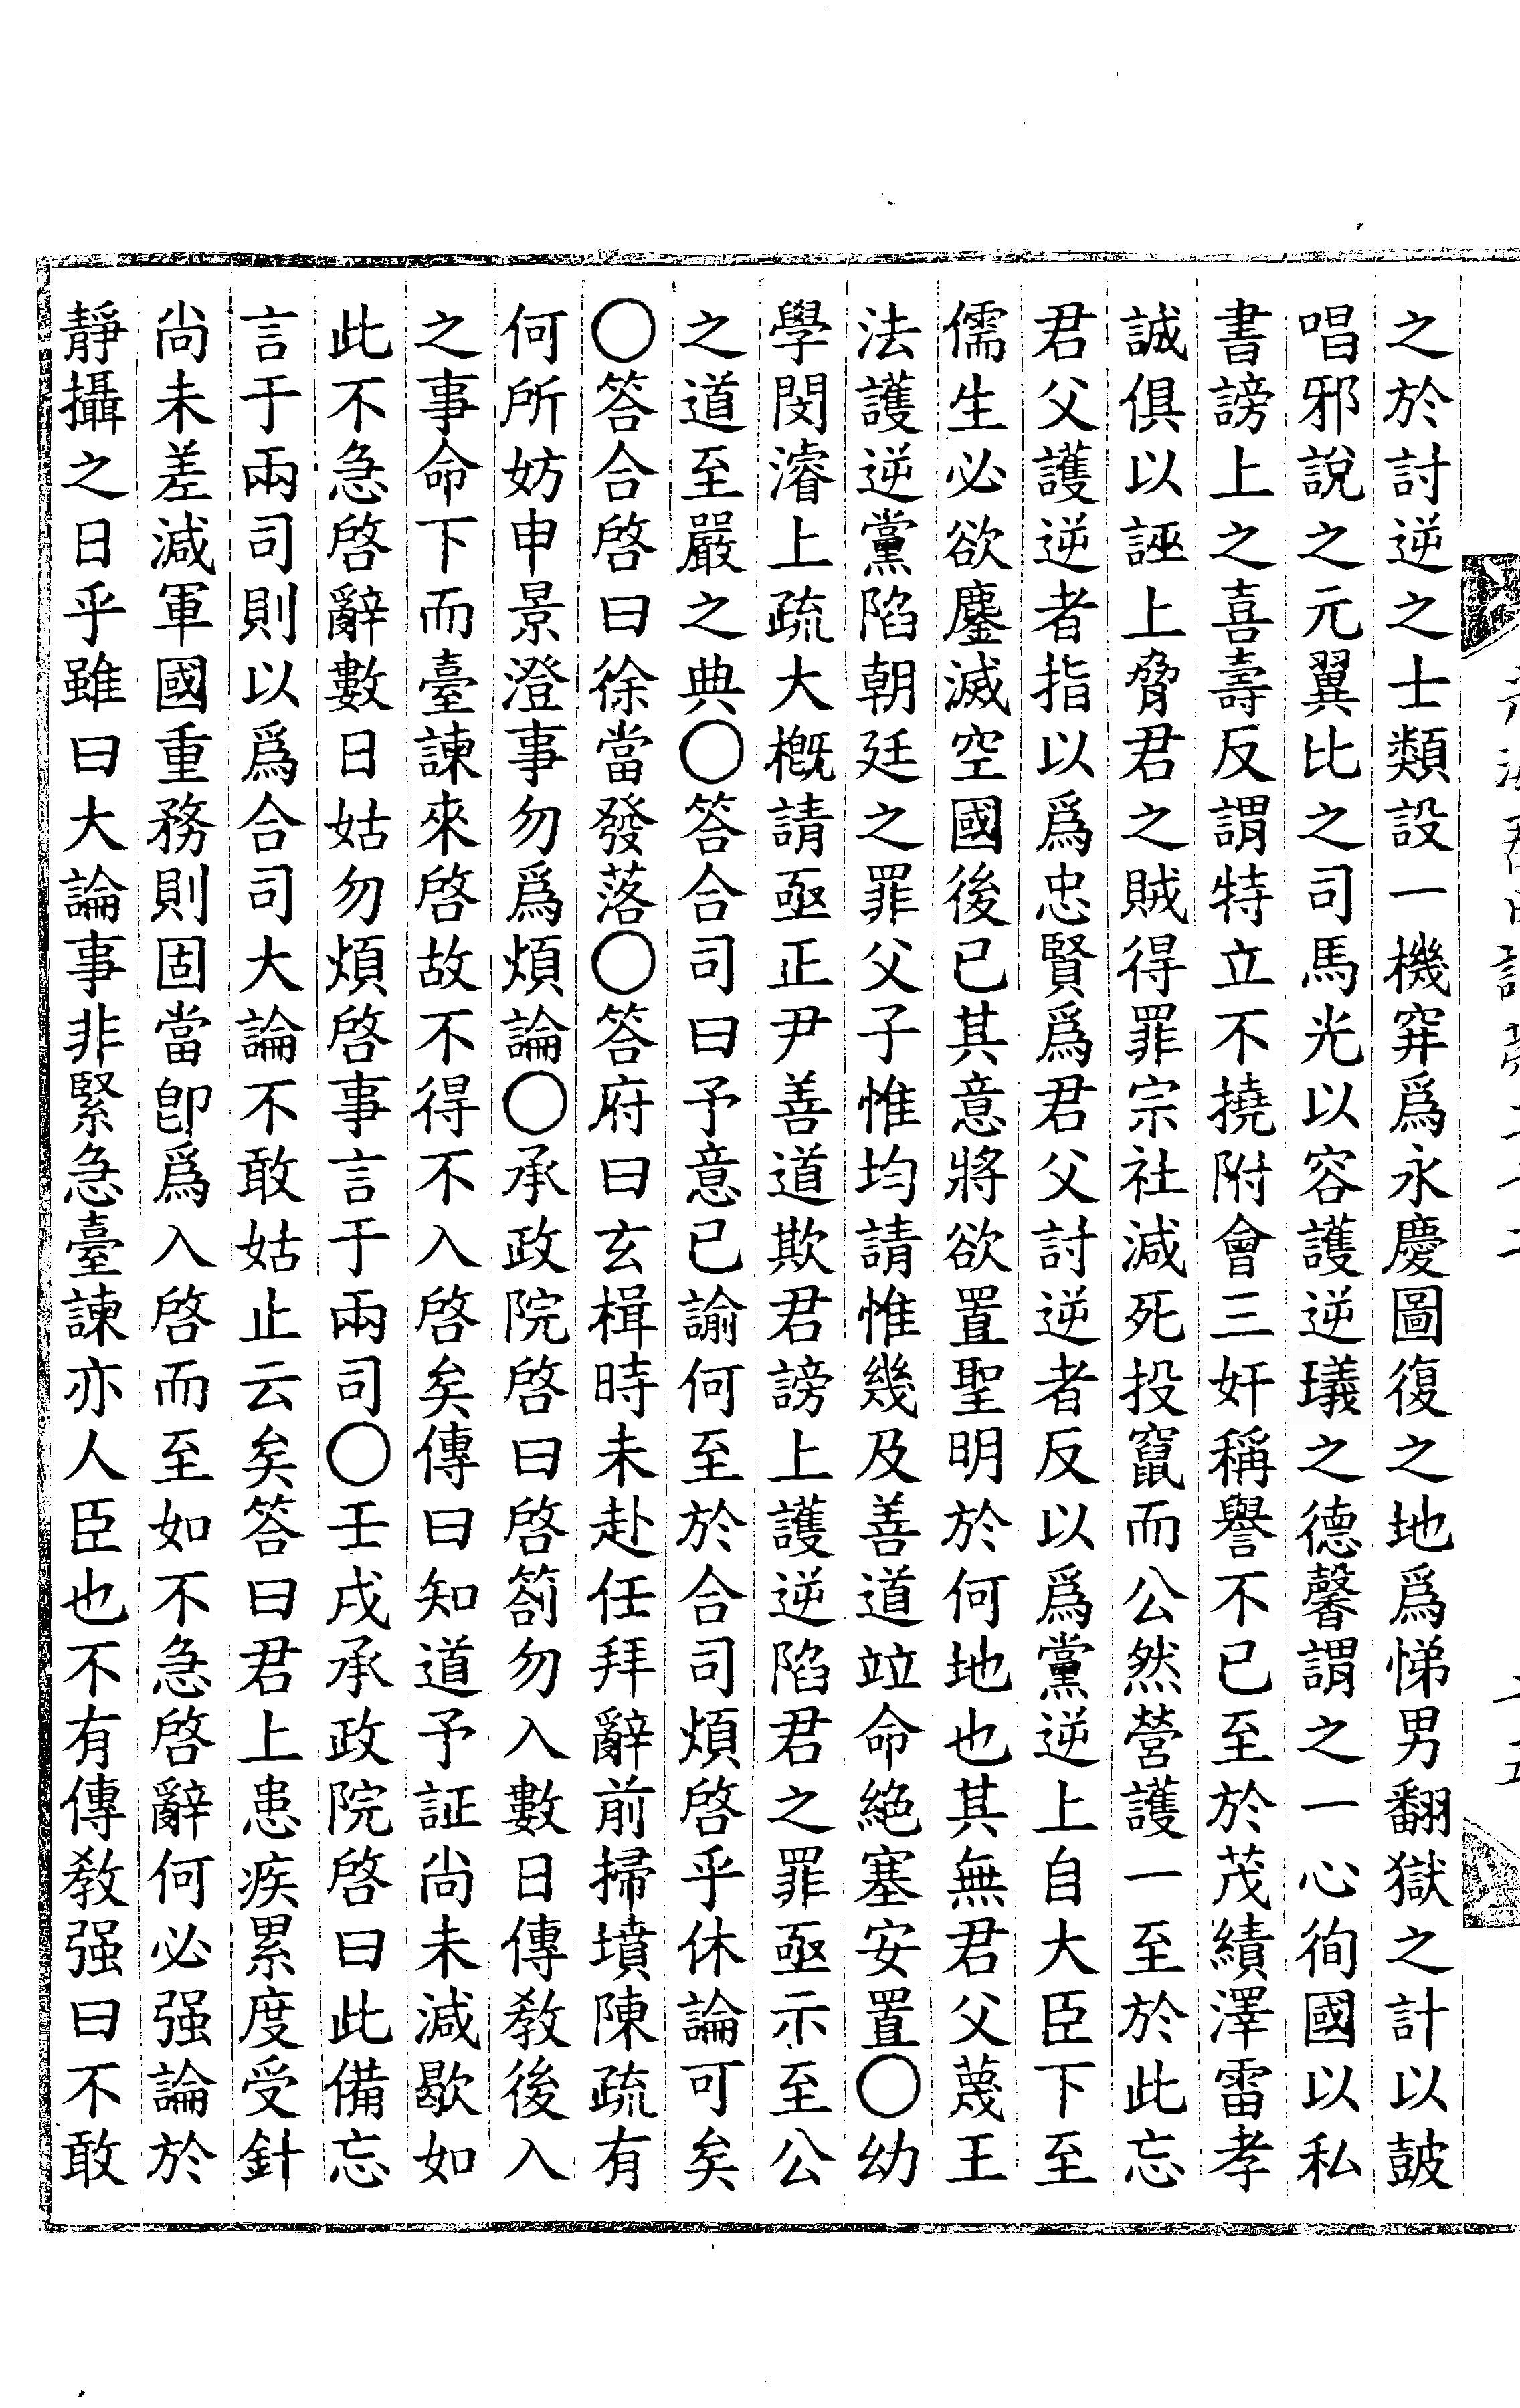 之於討逆之士類設一機穽爲永慶圖復之地爲悌男翻獄之計以詖
唱邪說之元翼比之司馬光以容護逆㼁之德馨謂之一心徇國以私
書謗上之喜壽反謂特立不撓附會三奸稱譽不已至於茂績澤雷孝
誠俱以誣上脅君之賊得罪宗社減死投竄而公然營護一至於此忘
君父護逆者指以爲忠賢爲君父討逆者反以爲黨逆上自大臣下至
儒生必欲鏖滅空國後已其意將欲置聖明於何地也其無君父蔑王
法護逆黨陷朝廷之罪父子惟均請惟幾及善道竝命絕塞安置〇幼
學閔濬上疏大槪請亟正尹善道欺君謗上護逆陷君之罪亟示至公
之道至嚴之典〇答合司曰予意已諭何至於合司煩啓乎休論可矣
〇答合啓曰徐當發落〇答府曰玄楫時未赴任拜辭前掃墳陳疏有
何所妨申景澄事勿爲煩論〇承政院啓曰啓箚勿入數日傳敎後入
之事命下而臺諫來啓故不得不入啓矣傳曰知道予証尙未減歇如
此不急啓辭數日姑勿煩啓事言于兩司〇壬戌承政院啓曰此備忘
言于兩司則以爲合司大論不敢姑止云矣答曰君上患疾累度受針
尙未差減軍國重務則固當卽爲入啓而至如不急啓辭何必强論於
靜攝之日乎雖曰大論事非緊急臺諫亦人臣也不有傳敎强曰不敢